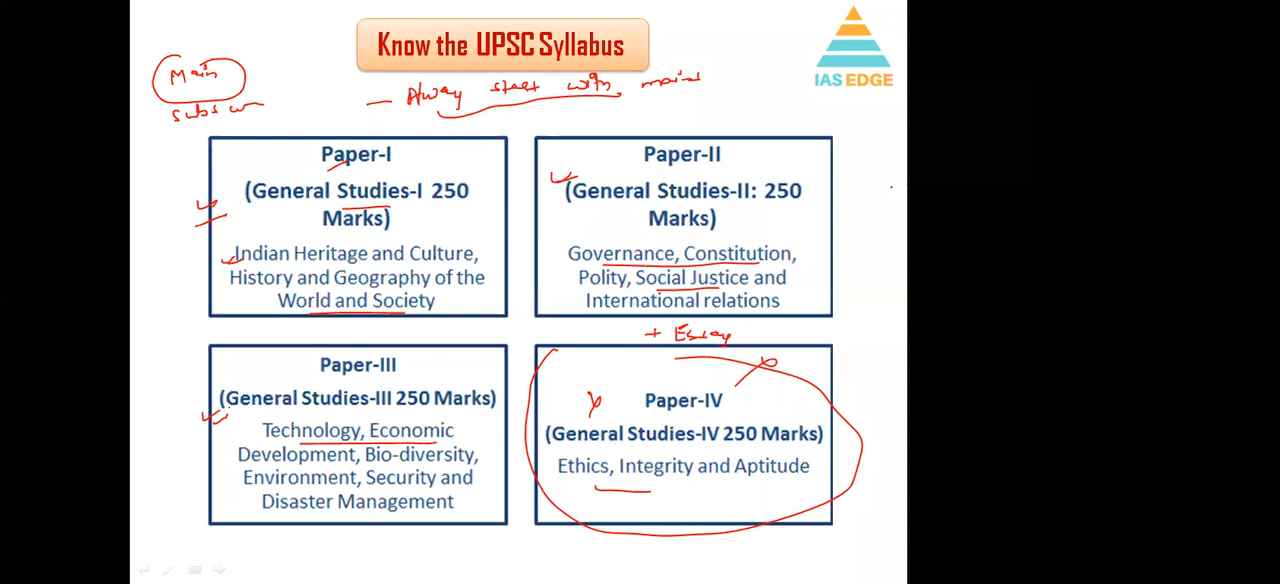 Know the UPSC Syllabus
IAS EDGE
Main
Alway start with
Paper-I
(General Studies-I 250
Marks)
Indian Heritage and Culture,
History and Geography of the
World and Society
Paper-II
(General Studies-II: 250
Marks)
Governance, Constitution,
Polity, Social Justice and
International relations
+ Essay
Paper-III
(General Studies-III 250 Marks)
Technology, Economic
Development, Bio-diversity,
Environment, Security and
Disaster Management
Paper-IV
(General Studies-IV 250 Marks)
Ethics, Integrity and Aptitude